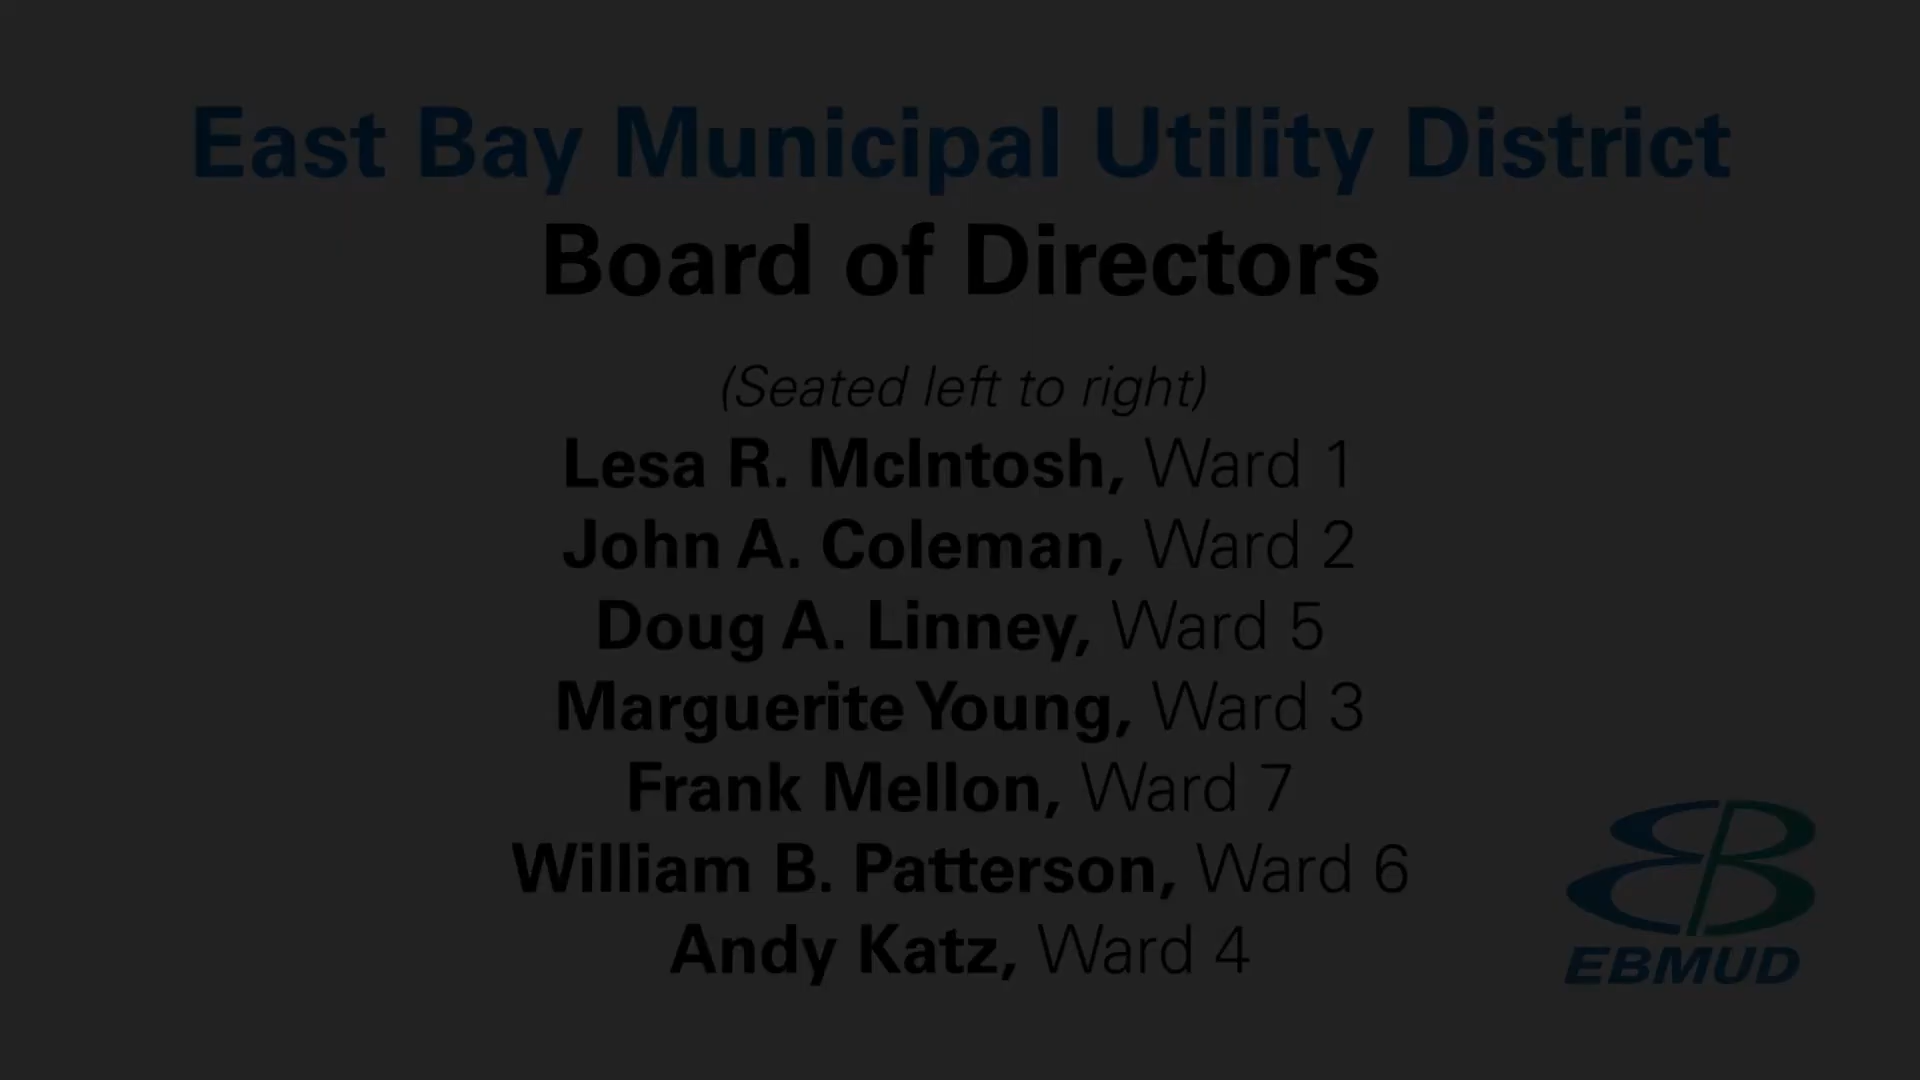 East Bay Municipal Utility District
Board of Directors
(Seated left to right)
Lesa R. McIntosh, Ward 1
John A. Coleman, Ward 2
Doug A. Linney, Ward 5
Marguerite Young, Ward 3
Frank Mellon, Ward 7
William B. Patterson, Ward 6
Andy Katz, Ward 4
EBMUD